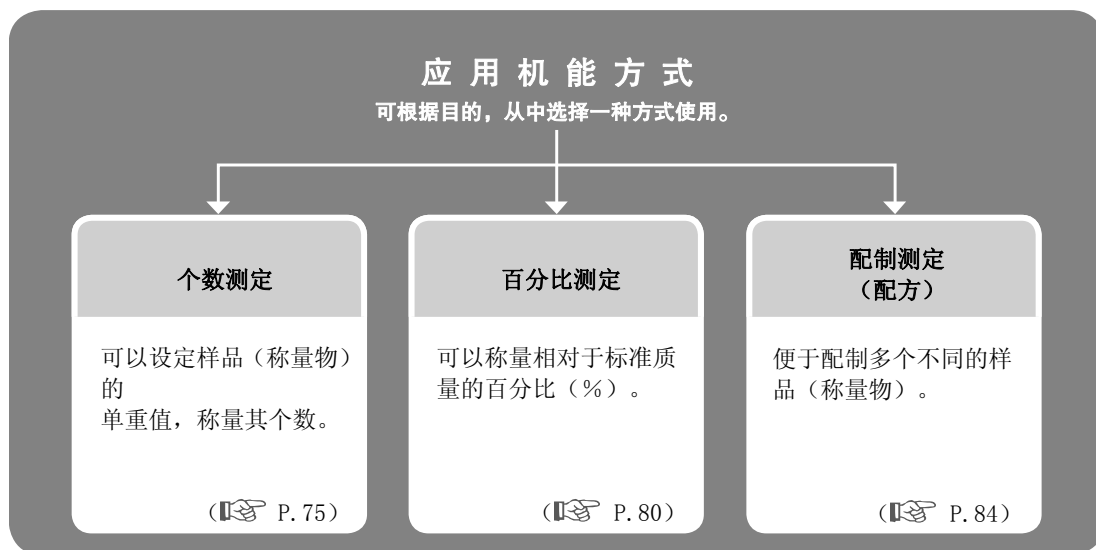 应用机能方式
可根据目的，从中选择一种方式使用。
个数测定
可以设定样品（称量物）
的
单重值，称量其个数。
（☞ P.75）
百分比测定
可以称量相对于标准质
量的百分比（%）。
（☞ P.80）
配制测定
（配方）
便于配制多个不同的样
品（称量物）。
（☞ P.84）